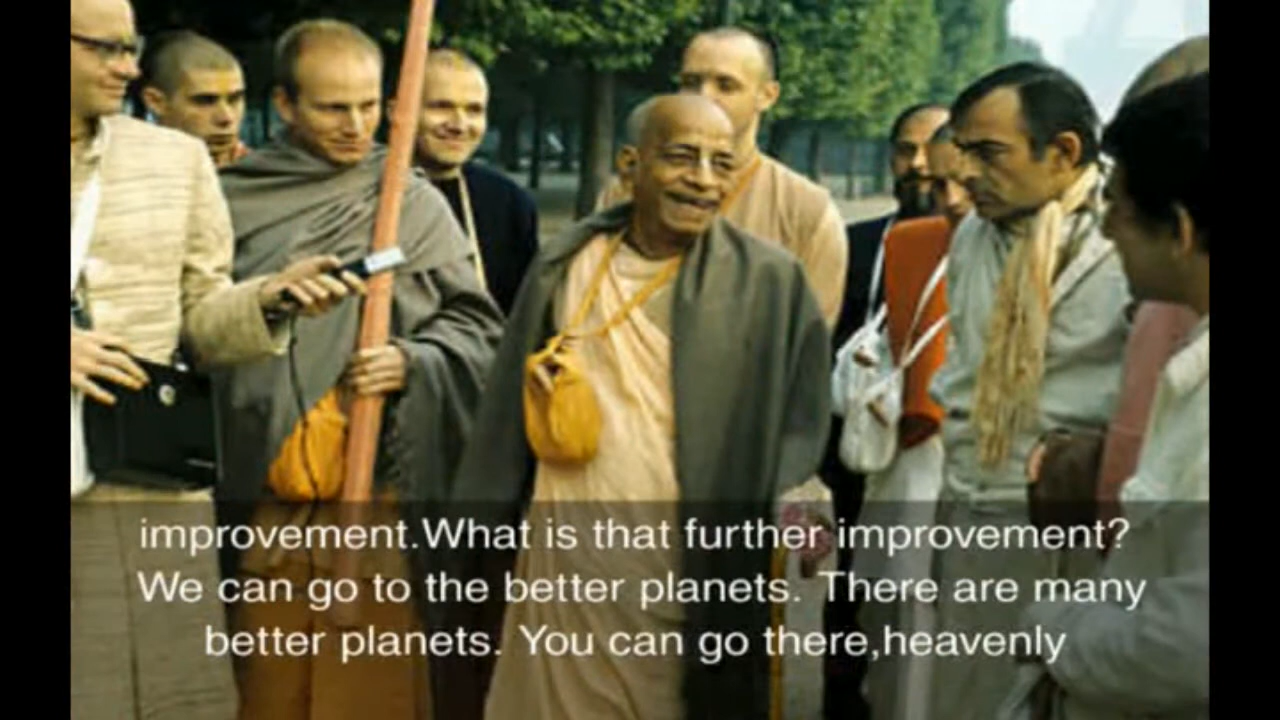 improvement.What is that further improvement?
We can go to the better planets. There are many
better planets. You can go there,heavenly